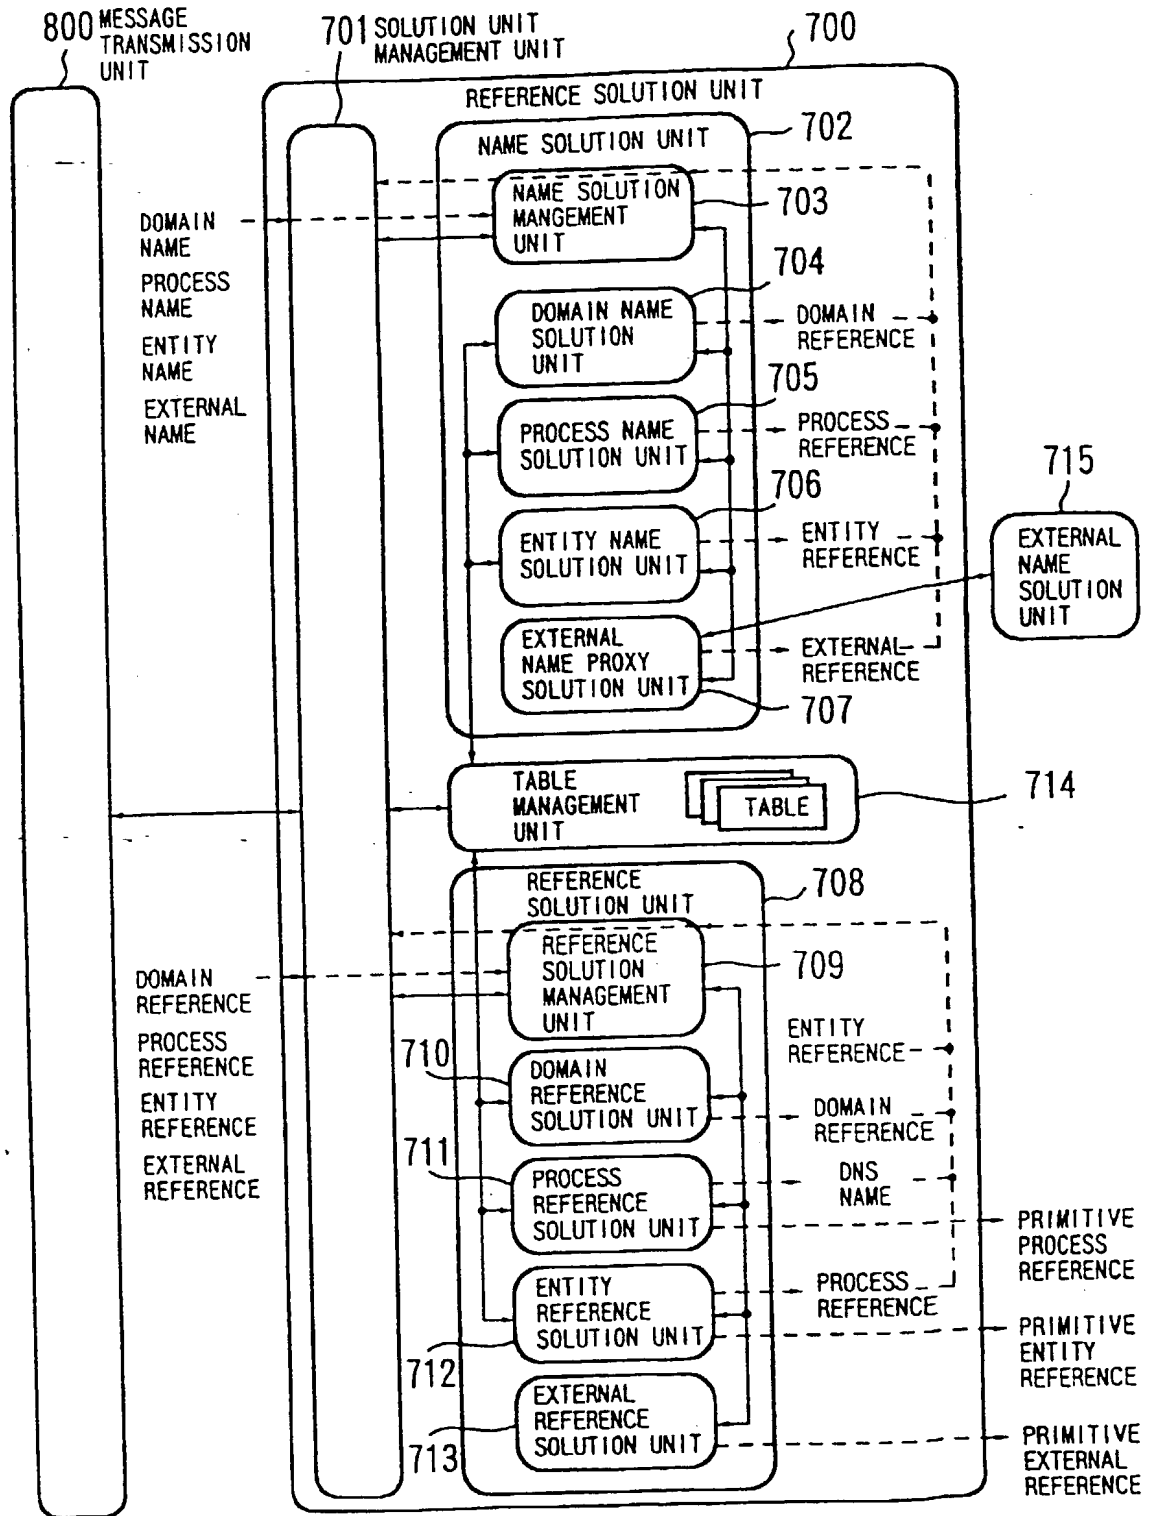 800 MESSAGE
TRANSMISSION
UNIT
701 SOLUTION UNIT
MANAGEMENT UNIT
700
REFERENCE SOLUTION UNIT
NAME SOLUTION UNIT
702
NAME SOLUTION
MANGEMENT
UNIT
703
DOMAIN
NAME
PROCESS
NAME
ENTITY
NAME
EXTERNAL
NAME
704
DOMAIN NAME
SOLUTION
UNIT
DOMAIN
REFERENCE
705
PROCESS NAME
SOLUTION UNIT
PROCESS
REFERENCE
706
ENTITY NAME
SOLUTION UNIT
ENTITY
REFERENCE
715
EXTERNAL
NAME
SOLUTION
UNIT
EXTERNAL
NAME PROXY
SOLUTION UNIT
EXTERNAL
REFERENCE
707
TABLE
MANAGEMENT
UNIT
TABLE
714
REFERENCE
SOLUTION UNIT
708
REFERENCE
SOLUTION
MANAGEMENT
UNIT
709
DOMAIN
REFERENCE
PROCESS
REFERENCE
ENTITY
REFERENCE
EXTERNAL
REFERENCE
ENTITY
REFERENCE
710
DOMAIN
REFERENCE
SOLUTION UNIT
DOMAIN
REFERENCE
711
PROCESS
REFERENCE
SOLUTION UNIT
DNS
NAME
PRIMITIVE
PROCESS
REFERENCE
712
ENTITY
REFERENCE
SOLUTION UNIT
PROCESS
REFERENCE
PRIMITIVE
ENTITY
REFERENCE
713
EXTERNAL
REFERENCE
SOLUTION UNIT
PRIMITIVE
EXTERNAL
REFERENCE